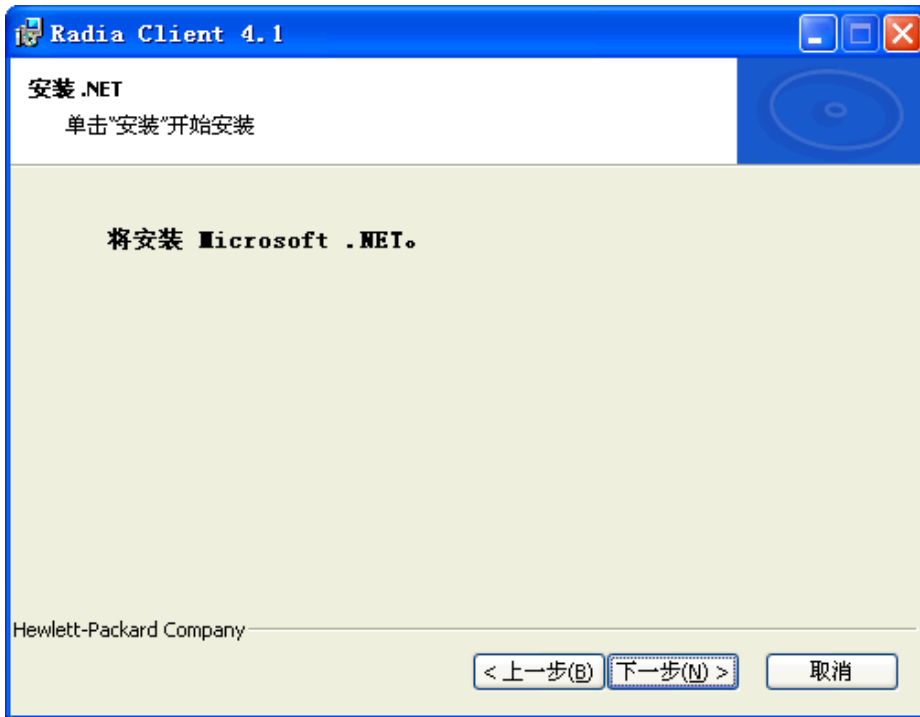 Radia Client 4.1
安装 .NET
单击"安装"开始安装
将安装 Microsoft .NET。
Hewlett-Packard Company
< 上一步(B) 下一步(N) > 取消